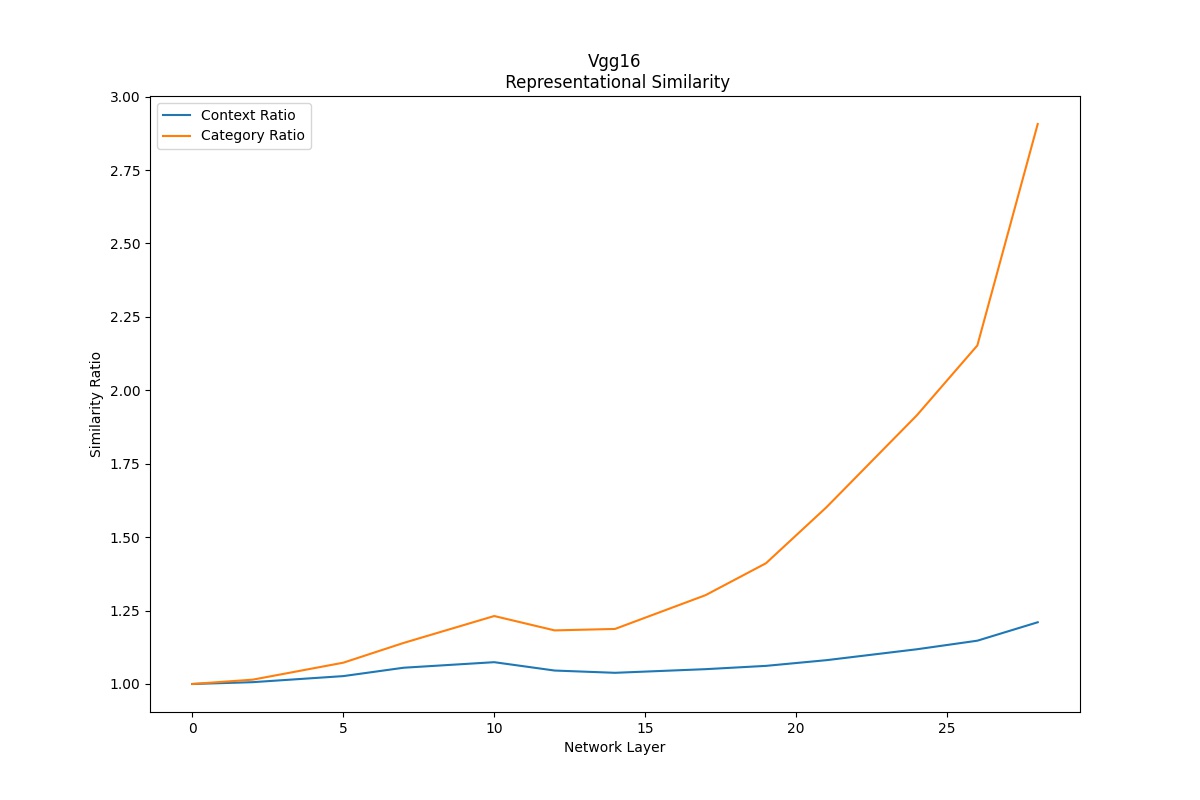 Vgg16
Representational Similarity
Context Ratio
Category Ratio
Similarity Ratio
3.00
2.75
2.50
2.25
2.00
1.75
1.50
1.25
1.00
0 5 10 15 20 25
Network Layer